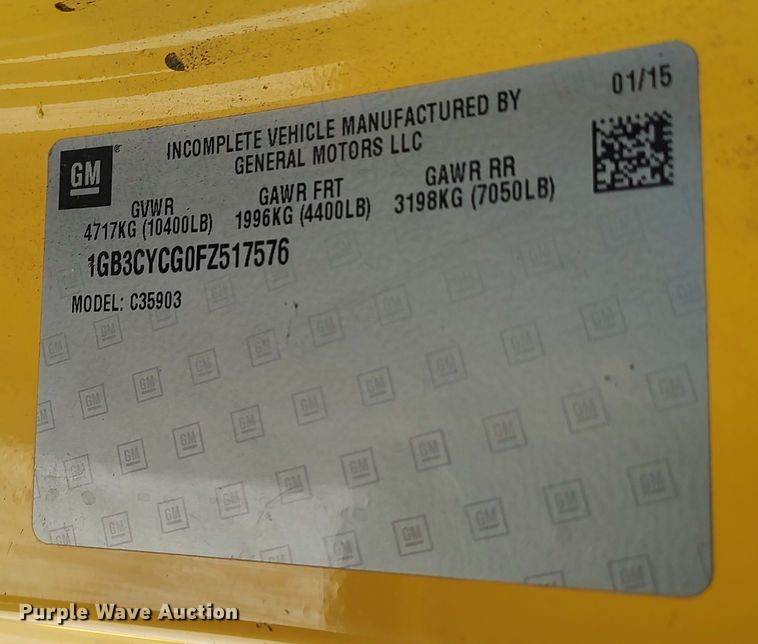 01/15
GM
INCOMPLETE VEHICLE MANUFACTURED BY
GENERAL MOTORS LLC
GVWR GAWR FRT GAWR RR
4717KG (10400LB) 1996KG (4400LB) 3198KG (7050LB)
1GB3CYCG0FZ517576
MODEL: C35903
Purple Wave Auction